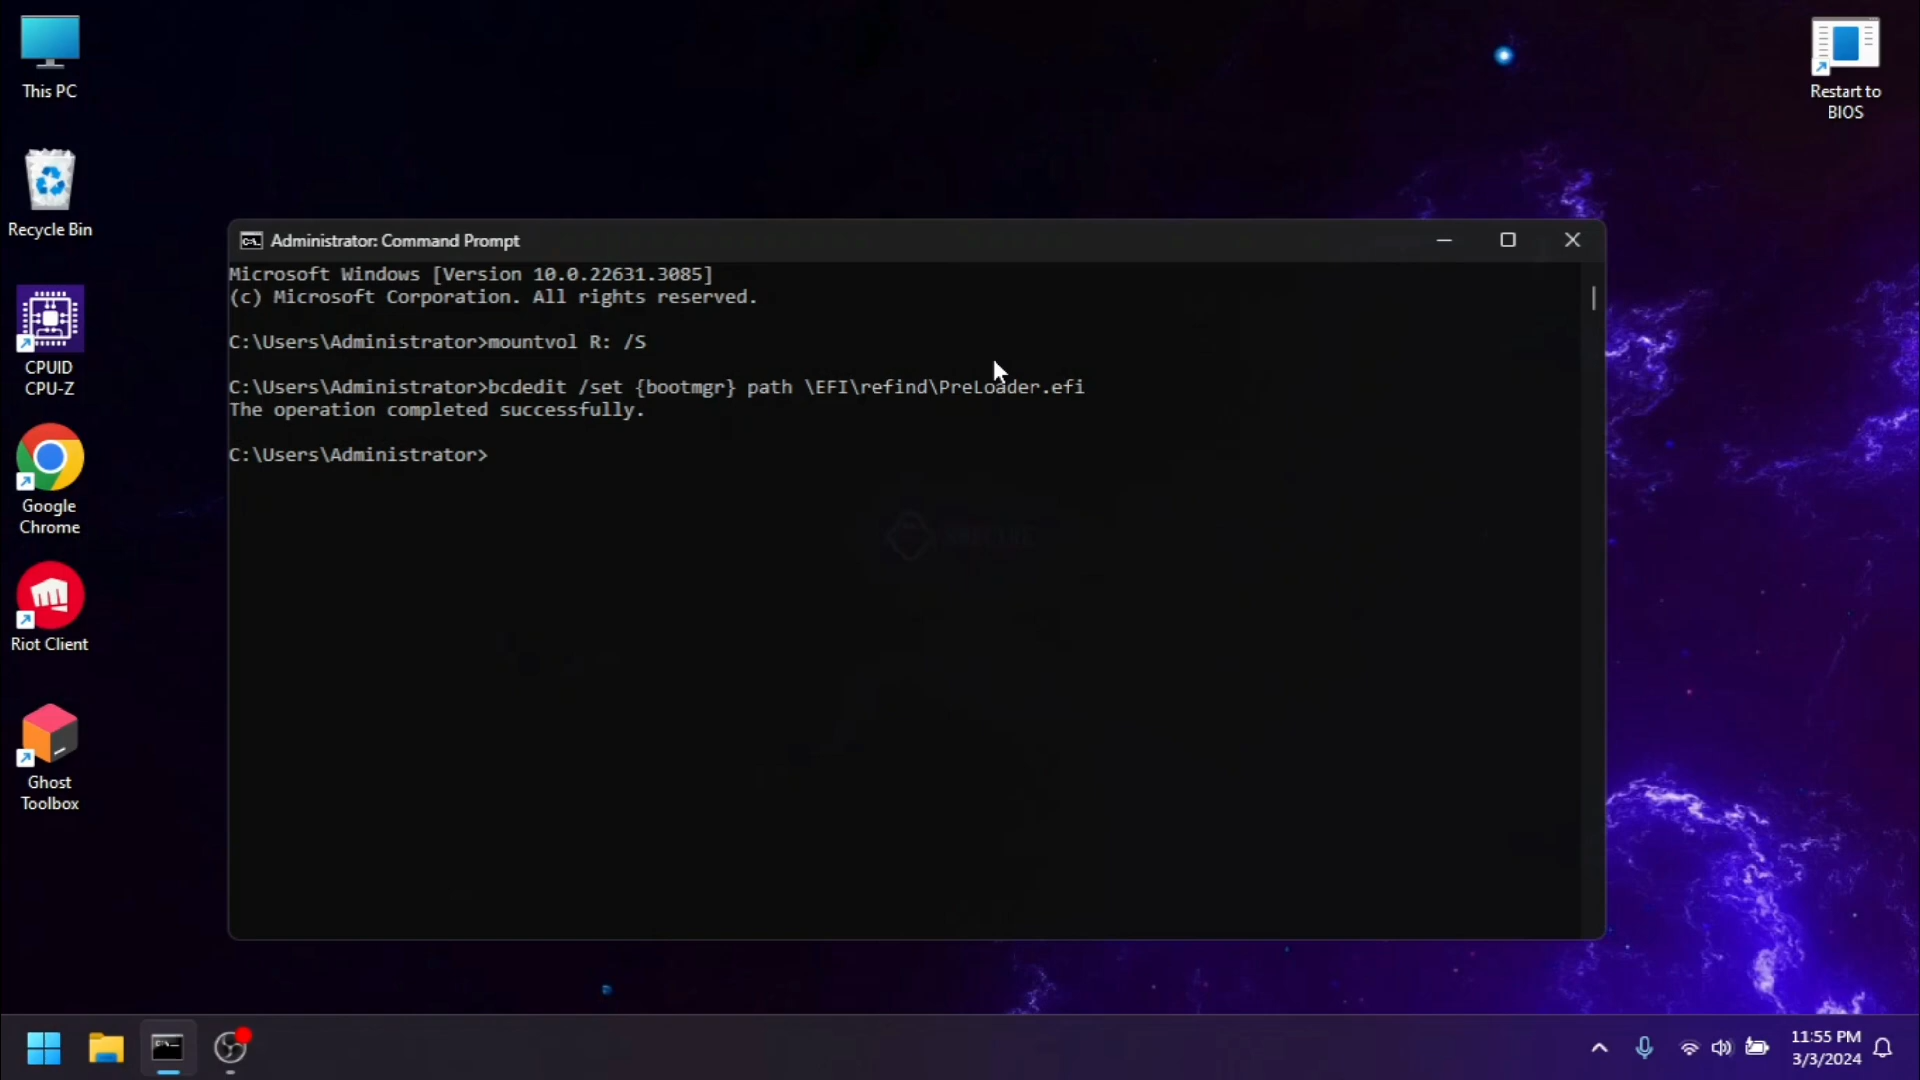 This PC
Recycle Bin
CPUID
CPU-Z
Google
Chrome
Riot Client
Ghost
Toolbox
Restart to
BIOS
Administrator: Command Prompt
Microsoft Windows [Version 10.0.22631.3085]
(c) Microsoft Corporation. All rights reserved.
C:\Users\Administrator>mountvol R: /S
C:\Users\Administrator>bcdedit /set {bootmgr} path \EFI\refind\PreLoader.efi
The operation completed successfully.
C:\Users\Administrator>
11:55 PM
3/3/2024